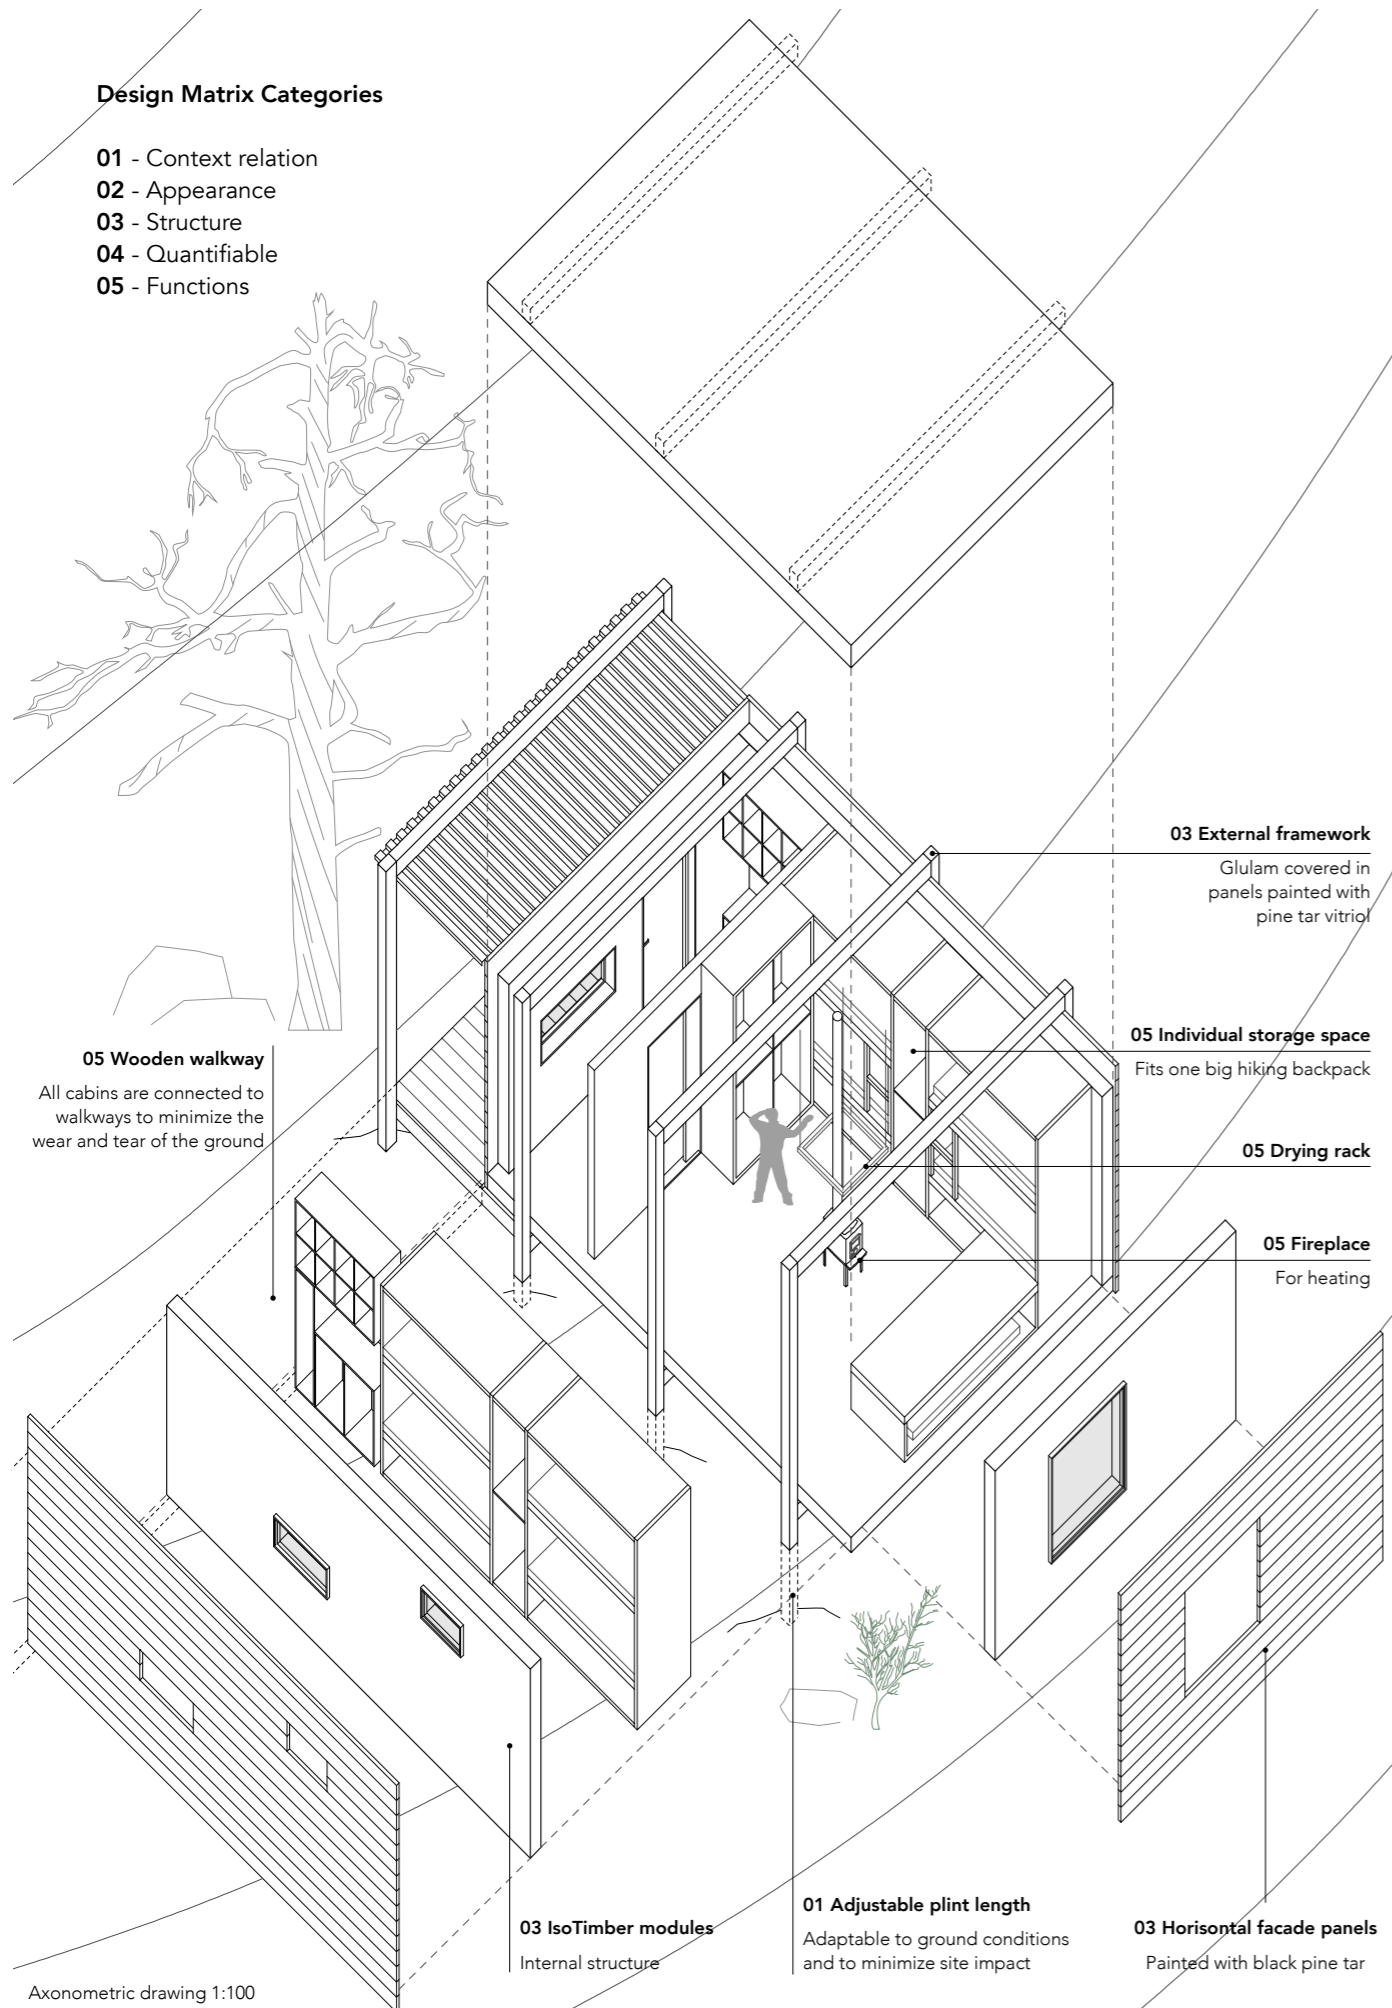 Design Matrix Categories
01 - Context relation
02 - Appearance
03 - Structure
04 - Quantifiable
05 - Functions
03 External framework
Glulam covered in
panels painted with
pine tar vitriol
05 Individual storage space
Fits one big hiking backpack
05 Wooden walkway
All cabins are connected to
walkways to minimize the
wear and tear of the ground
05 Drying rack
05 Fireplace
For heating
01 Adjustable plint length
Adaptable to ground conditions
and to minimize site impact
03 IsoTimber modules
Internal structure
03 Horisontal facade panels
Painted with black pine tar
Axonometric drawing 1:100